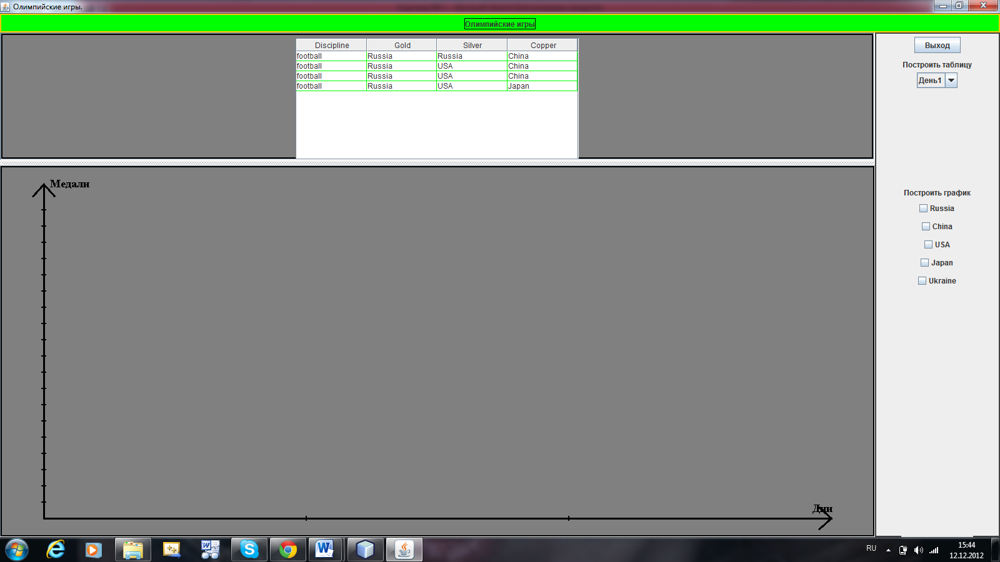 Олимпийские игры.
Олимпийские игры
Discipline Gold Silver Copper
football Russia Russia China
football Russia USA China
football Russia USA China
football Russia USA Japan
Выход
Построить таблицу
День1
Медали
Дни
Построить график
Russia
China
USA
Japan
Ukraine
RU
15:44
12.12.2012